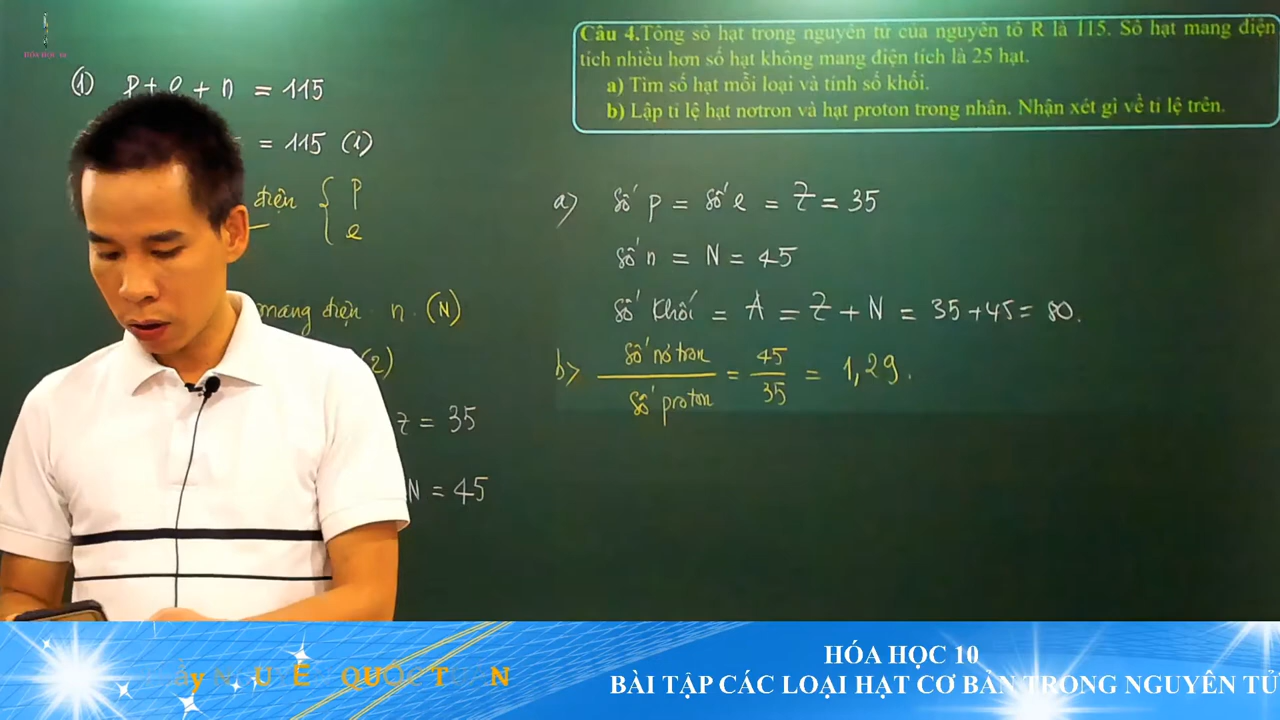 HÓA HỌC
Câu 4.Tổng số hạt trong nguyên tử của nguyên tố R là 115. Số hạt mang điện
tích nhiều hơn số hạt không mang điện tích là 25 hạt.
a) Tìm số hạt mỗi loại và tính số khối.
b) Lập tỉ lệ hạt nơtron và hạt proton trong nhân. Nhận xét gì về tỉ lệ trên.
(1) p + e + n = 115
= 115 (1)
điện { p
e
mang điện n (N)
(2)
Z = 35
N = 45
a) số p = số e = Z = 35
số n = N = 45
số khối = A = Z + N = 35 + 45 = 80.
b) số nơ tron / số proton = 45 / 35 = 1,29.
HÓA HỌC 10
BÀI TẬP CÁC LOẠI HẠT CƠ BẢN TRONG NGUYÊN TỬ